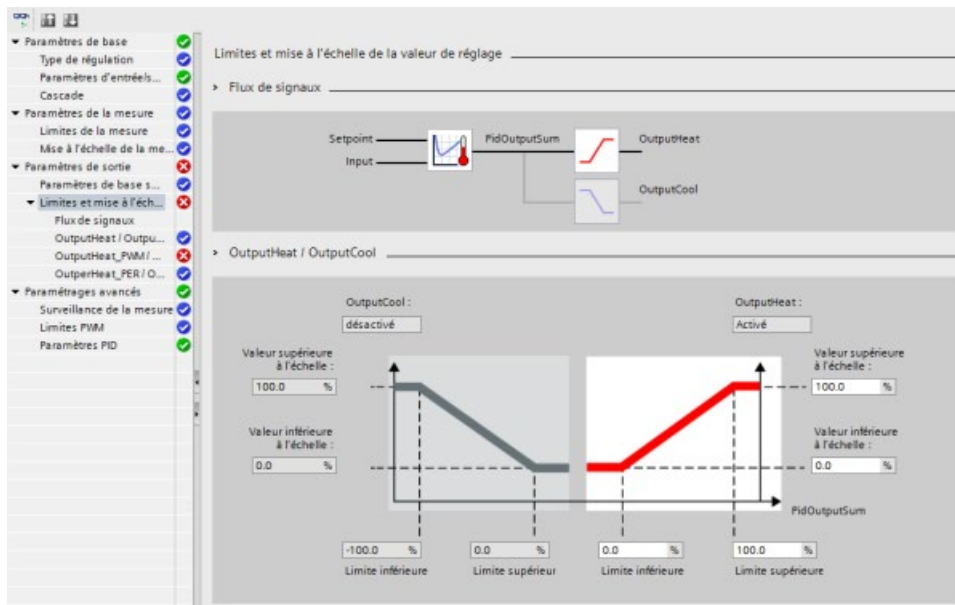 Paramètres de base
Type de régulation
Paramètres d'entrée/s...
Cascade
Paramètres de la mesure
Limites de la mesure
Mise à l'échelle de la me...
Paramètres de sortie
Paramètres de base s...
Limites et mise à l'éch...
Flux de signaux
OutputHeat / Outpu...
OutputHeat_PWM / ...
OutperHeat_PER / O...
Paramétrages avancés
Surveillance de la mesure
Limites PWM
Paramètres PID
Limites et mise à l'échelle de la valeur de réglage
Flux de signaux
Setpoint
Input
PidOutputSum
OutputHeat
OutputCool
OutputHeat / OutputCool
OutputCool :
désactivé
OutputHeat :
Activé
Valeur supérieure
à l'échelle :
100.0 %
Valeur inférieure
à l'échelle :
0.0 %
Valeur supérieure
à l'échelle :
100.0 %
Valeur inférieure
à l'échelle :
0.0 %
PidOutputSum
-100.0 % 0.0 % 0.0 % 100.0 %
Limite inférieure Limite supérieur Limite inférieure Limite supérieure